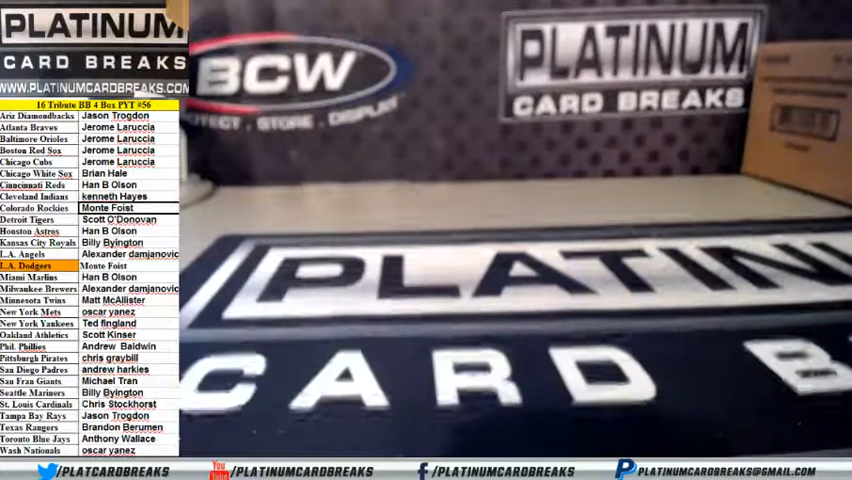 PLATINUM
CARD BREAKS
WWW.PLATINUMCARDBREAKS.COM
16 Tribute BB 4 Box PYT #56
Ariz Diamondbacks Jason Trogdon
Atlanta Braves Jerome Laruccia
Baltimore Orioles Jerome Laruccia
Boston Red Sox Jerome Laruccia
Chicago Cubs Jerome Laruccia
Chicago White Sox Brian Hale
Cinncinnati Reds Han B Olson
Cleveland Indians kenneth Hayes
Colorado Rockies Monte Foist
Detroit Tigers Scott O'Donovan
Houston Astros Han B Olson
Kansas City Royals Billy Byington
L.A. Angels Alexander damjanovic
L.A. Dodgers Monte Foist
Miami Marlins Han B Olson
Milwaukee Brewers Alexander damjanovic
Minnesota Twins Matt McAllister
New York Mets oscar yanez
New York Yankees Ted fingland
Oakland Athletics Scott Kinser
Phil. Phillies Andrew Baldwin
Pittsburgh Pirates chris graybill
San Diego Padres andrew harkies
San Fran Giants Michael Tran
Seattle Mariners Billy Byington
St. Louis Cardinals Chris Stockhorst
Tampa Bay Rays Jason Trogdon
Texas Rangers Brandon Berumen
Toronto Blue Jays Anthony Wallace
Wash Nationals oscar yanez
BCW
PROTECT . STORE . DISPLAY
PLATINUM
CARD BREAKS
PLATINU
CARD B
/PLATCARDBREAKS
You Tube /PLATINUMCARDBREAKS
f /PLATINUMCARDBREAKS
P PLATINUMCARDBREAKS@GMAIL.COM